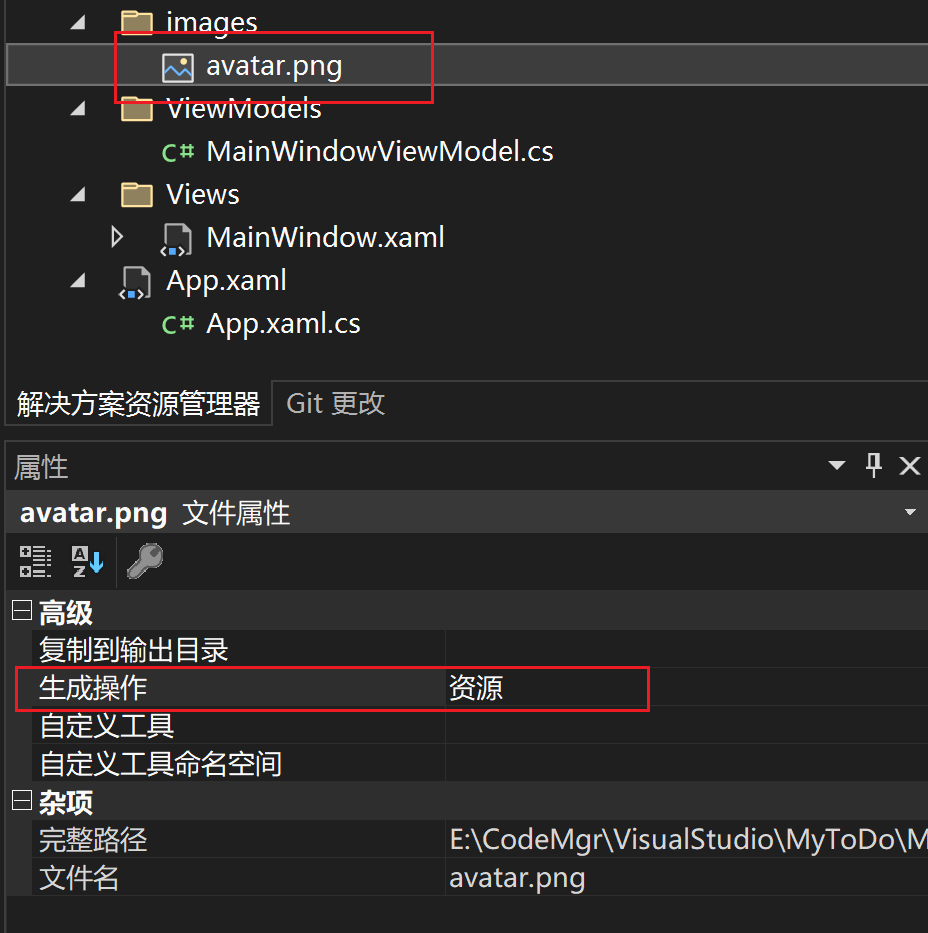 images
avatar.png
ViewModels
C# MainWindowViewModel.cs
Views
MainWindow.xaml
App.xaml
C# App.xaml.cs
解决方案资源管理器 Git 更改
属性
avatar.png 文件属性
高级
复制到输出目录
生成操作 资源
自定义工具
自定义工具命名空间
杂项
完整路径 E:\CodeMgr\VisualStudio\MyToDo\M
文件名 avatar.png